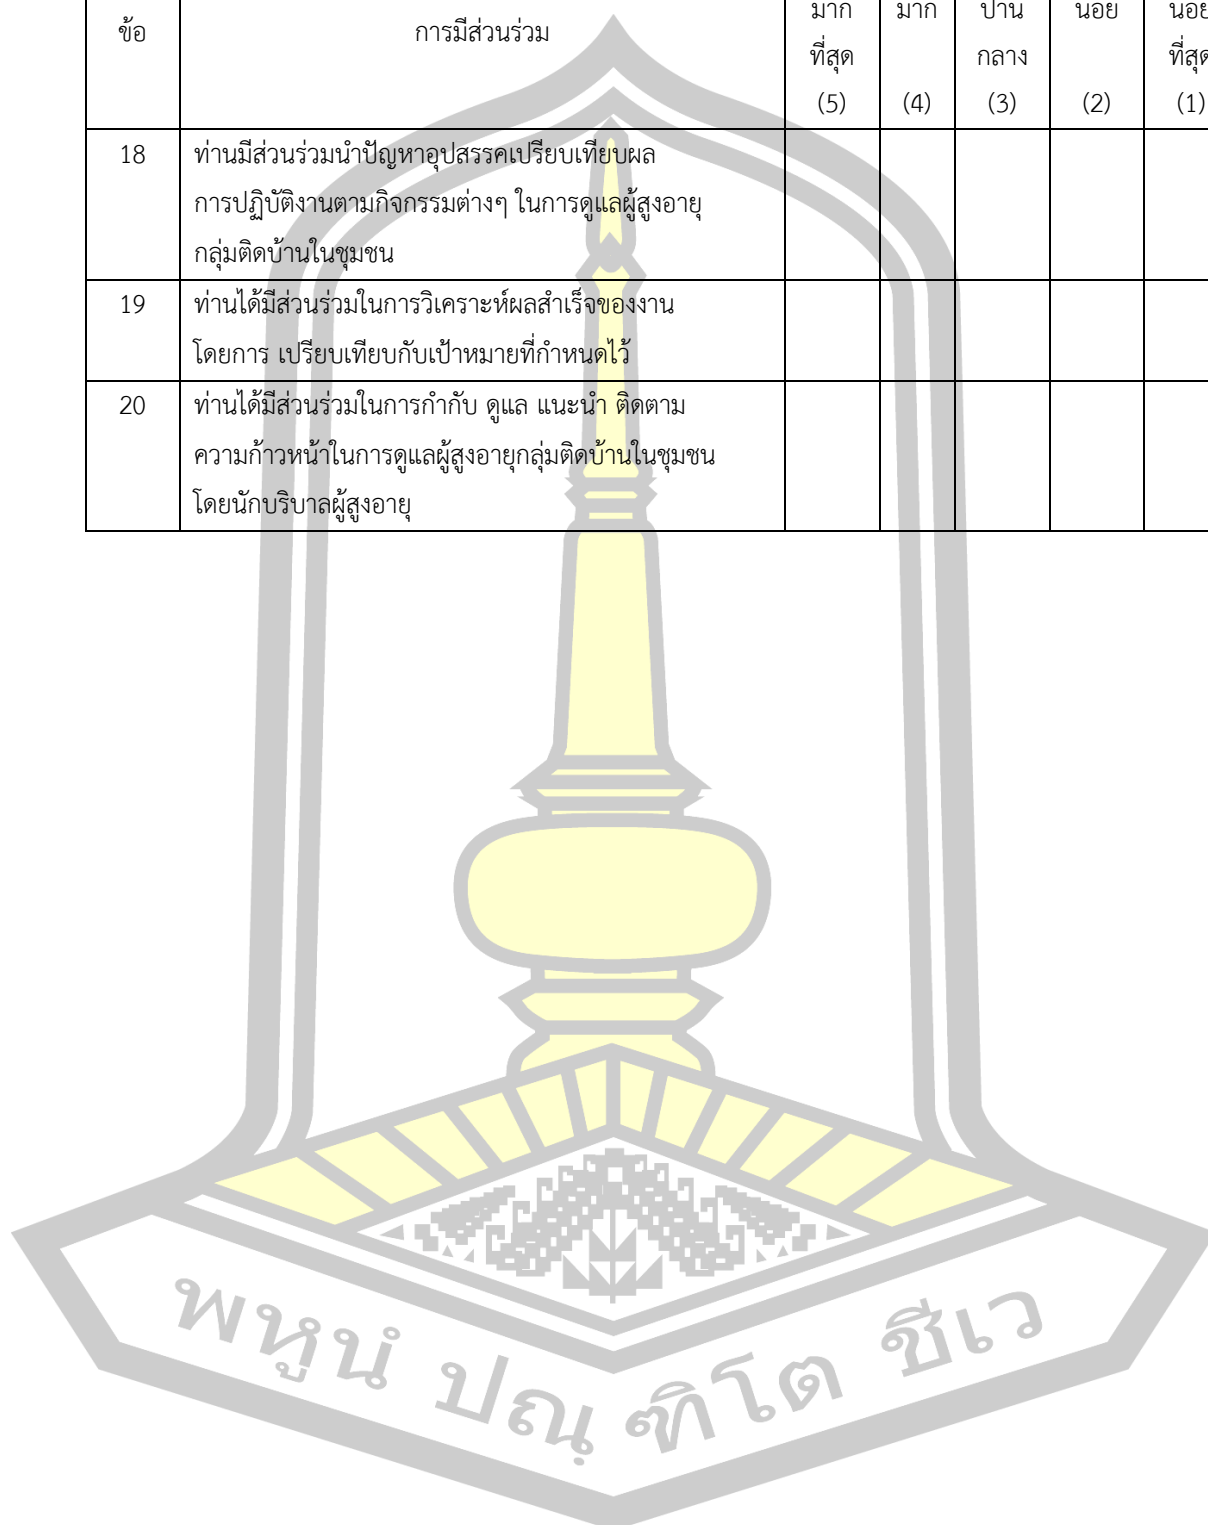 ข้อ การมีส่วนร่วม มาก มาก ปาน น้อย น้อย
ที่สุด กลาง ที่สุด
(5) (4) (3) (2) (1)
18 ท่านมีส่วนร่วมนำปัญหาอุปสรรคเปรียบเทียบผล
การปฏิบัติงานตามกิจกรรมต่างๆ ในการดูแลผู้สูงอายุ
กลุ่มติดบ้านในชุมชน
19 ท่านได้มีส่วนร่วมในการวิเคราะห์ผลสำเร็จของงาน
โดยการ เปรียบเทียบกับเป้าหมายที่กำหนดไว้
20 ท่านได้มีส่วนร่วมในการกำกับ ดูแล แนะนำ ติดตาม
ความก้าวหน้าในการดูแลผู้สูงอายุกลุ่มติดบ้านในชุมชน
โดยนักบริบาลผู้สูงอายุ
พหูนํ ปณฺฑิโต ชีเว